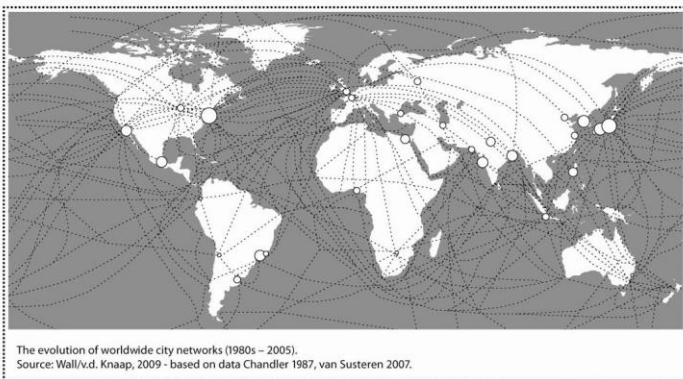 The evolution of worldwide city networks (1980s – 2005).
Source: Wall/v.d. Knaap, 2009 - based on data Chandler 1987, van Susteren 2007.